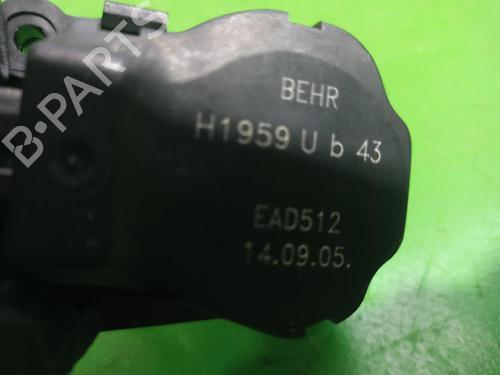 BEHR
H1959 U b 43
EAD512
14.09.05.
B-PARTS